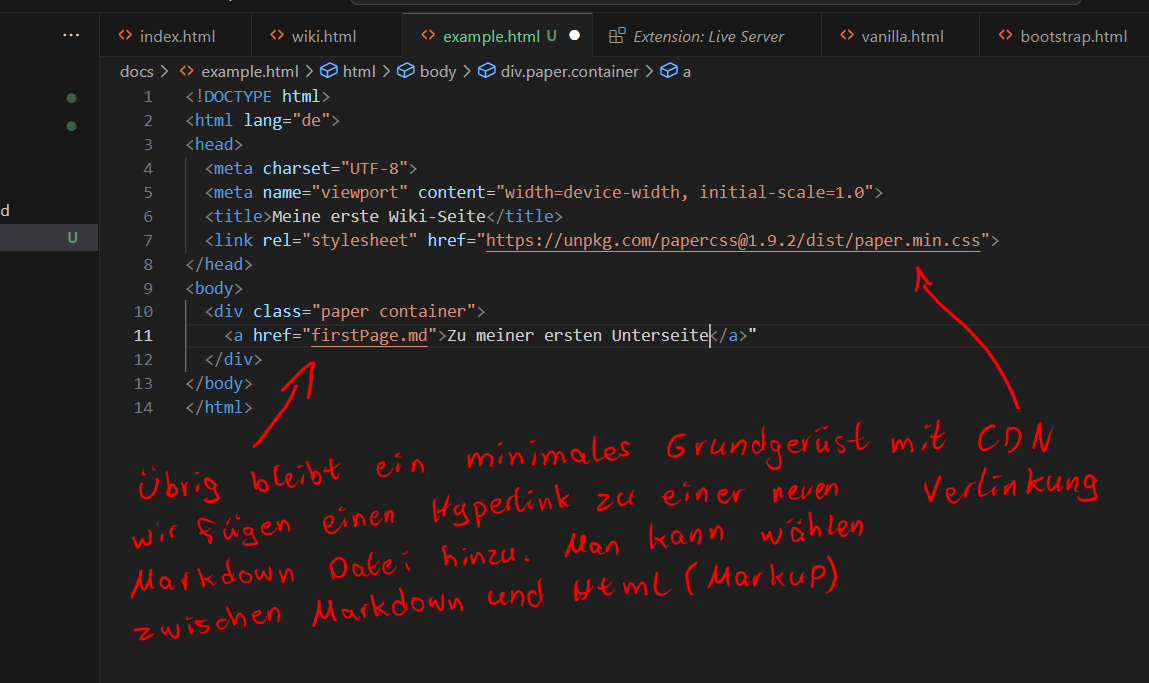 index.html wiki.html example.html U Extension: Live Server vanilla.html bootstrap.html
docs > example.html > html > body > div.paper.container > a
1 <!DOCTYPE html>
2 <html lang="de">
3 <head>
4 <meta charset="UTF-8">
5 <meta name="viewport" content="width=device-width, initial-scale=1.0">
6 <title>Meine erste Wiki-Seite</title>
7 <link rel="stylesheet" href="https://unpkg.com/papercss@1.9.2/dist/paper.min.css">
8 </head>
9 <body>
10 <div class="paper container">
11 <a href="firstPage.md">Zu meiner ersten Unterseite</a>"
12 </div>
13 </body>
14 </html>
d
U
Übrig bleibt ein minimales Grundgerüst mit CDN
Verlinkung
wir fügen einen Hyperlink zu einer neuen
Markdown Datei hinzu. Man kann wählen
zwischen Markdown und Html (Markup)